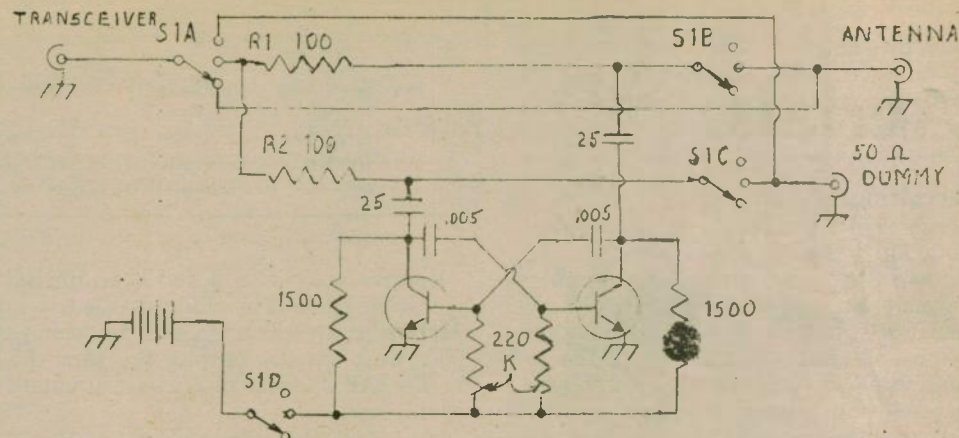 TRANSCEIVER
S1A
R1 100
S1B
ANTENNA
25
R2 100
S1C
50 Ω
DUMMY
25
.005
.005
1500
1500
220
K
S1D